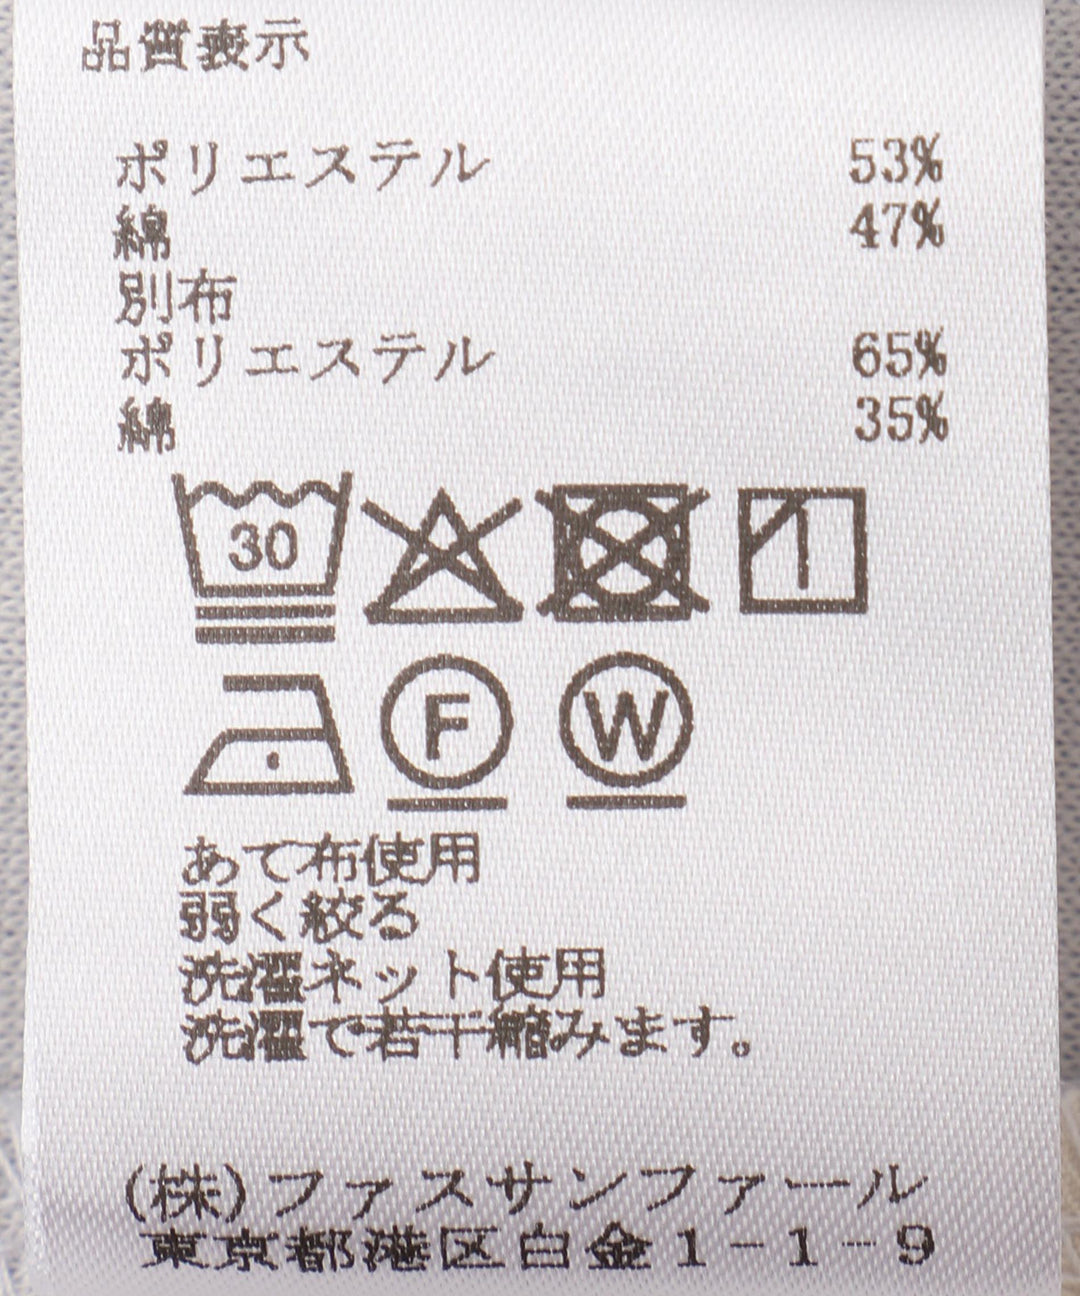 品質表示
ポリエステル 53%
綿 47%
別布
ポリエステル 65%
綿 35%
30
F W
あて布使用
弱く絞る
洗濯ネット使用
洗濯で若干縮みます。
(株)ファスサンファール
東京都港区白金1-1-9